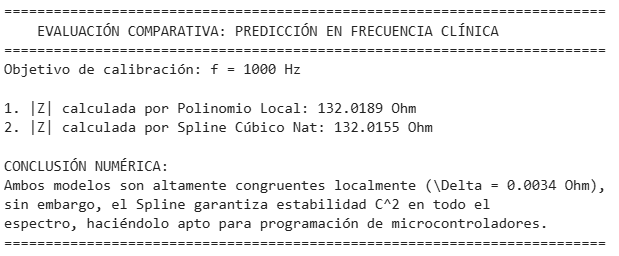 ==========================================================================
EVALUACIÓN COMPARATIVA: PREDICCIÓN EN FRECUENCIA CLÍNICA
==========================================================================
Objetivo de calibración: f = 1000 Hz
1. |Z| calculada por Polinomio Local: 132.0189 Ohm
2. |Z| calculada por Spline Cúbico Nat: 132.0155 Ohm
CONCLUSIÓN NUMÉRICA:
Ambos modelos son altamente congruentes localmente (\Delta = 0.0034 Ohm),
sin embargo, el Spline garantiza estabilidad C^2 en todo el
espectro, haciéndolo apto para programación de microcontroladores.
==========================================================================